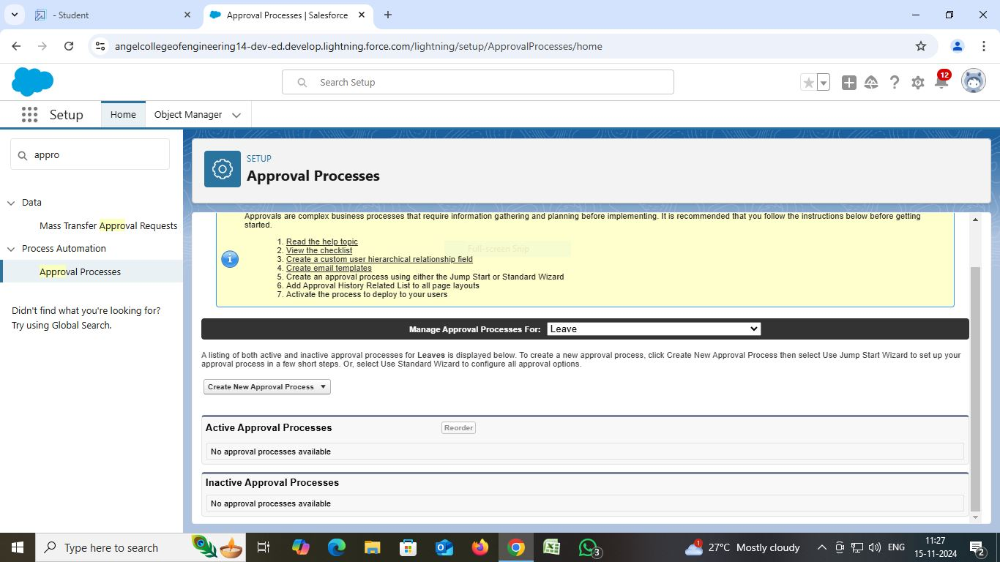 - Student
Approval Processes | Salesforce
angelcollegeofengineering14-dev-ed.develop.lightning.force.com/lightning/setup/ApprovalProcesses/home
Search Setup
12
Setup
Home
Object Manager
appro
Data
Mass Transfer Approval Requests
Process Automation
Approval Processes
Didn't find what you're looking for?
Try using Global Search.
SETUP
Approval Processes
Approvals are complex business processes that require information gathering and planning before implementing. It is recommended that you follow the instructions below before getting
started.
1. Read the help topic
2. View the checklist
3. Create a custom user hierarchical relationship field
4. Create email templates
5. Create an approval process using either the Jump Start or Standard Wizard
6. Add Approval History Related List to all page layouts
7. Activate the process to deploy to your users
Full-screen Snip
Manage Approval Processes For: Leave
A listing of both active and inactive approval processes for Leaves is displayed below. To create a new approval process, click Create New Approval Process then select Use Jump Start Wizard to set up your
approval process in a few short steps. Or, select Use Standard Wizard to configure all approval options.
Create New Approval Process
Active Approval Processes
Reorder
No approval processes available
Inactive Approval Processes
No approval processes available
Type here to search
3
1
27°C Mostly cloudy
ENG
11:27
15-11-2024
2